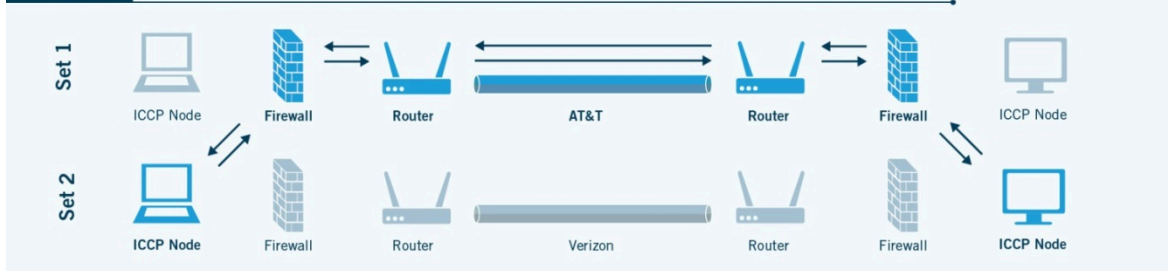 Set 1
ICCP Node
Firewall
Router
AT&T
Router
Firewall
ICCP Node
Set 2
ICCP Node
Firewall
Router
Verizon
Router
Firewall
ICCP Node